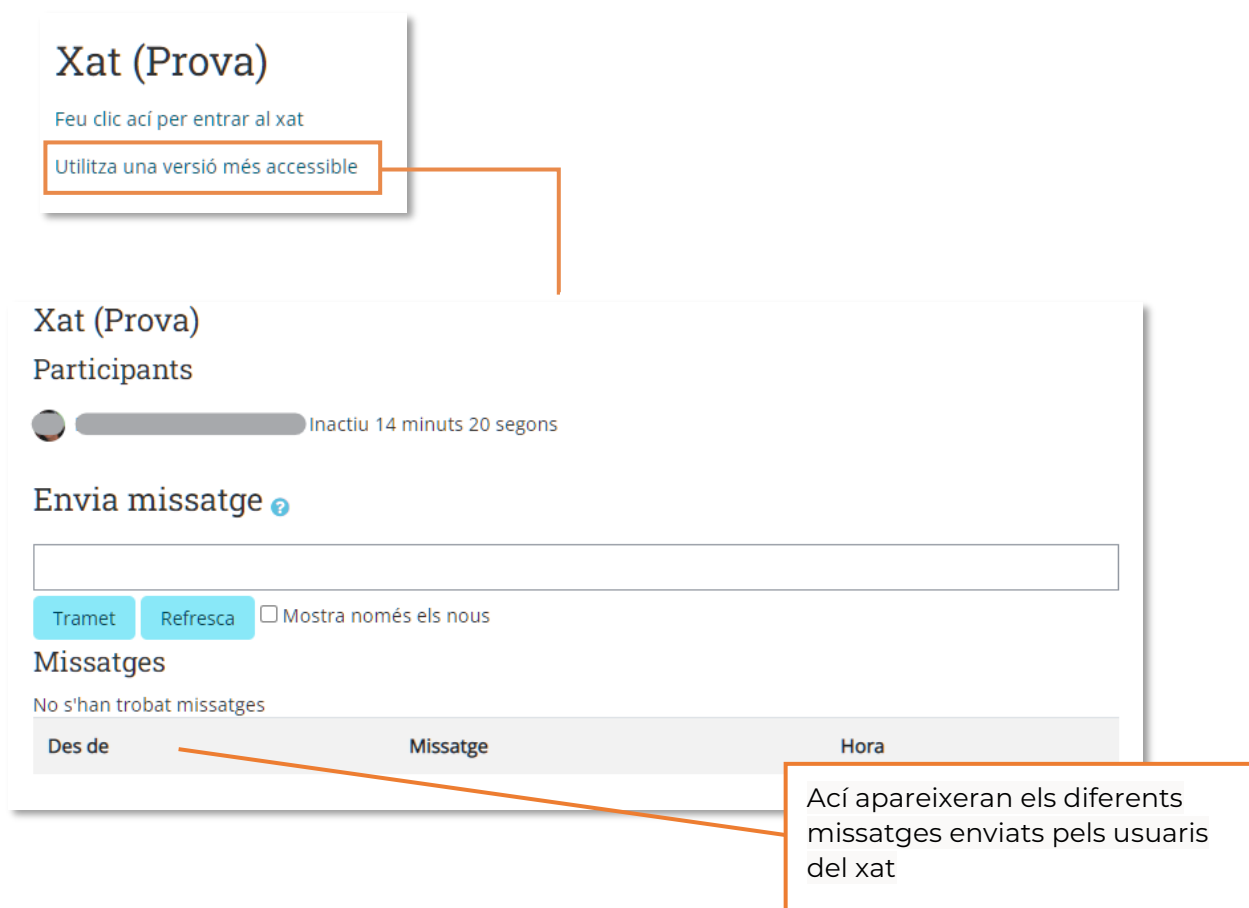 Xat (Prova)
Feu clic ací per entrar al xat
Utilitza una versió més accessible
Xat (Prova)
Participants
Inactiu 14 minuts 20 segons
Envia missatge
Tramet Refresca Mostra només els nous
Missatges
No s'han trobat missatges
Des de Missatge Hora
Ací apareixeran els diferents
missatges enviats pels usuaris
del xat